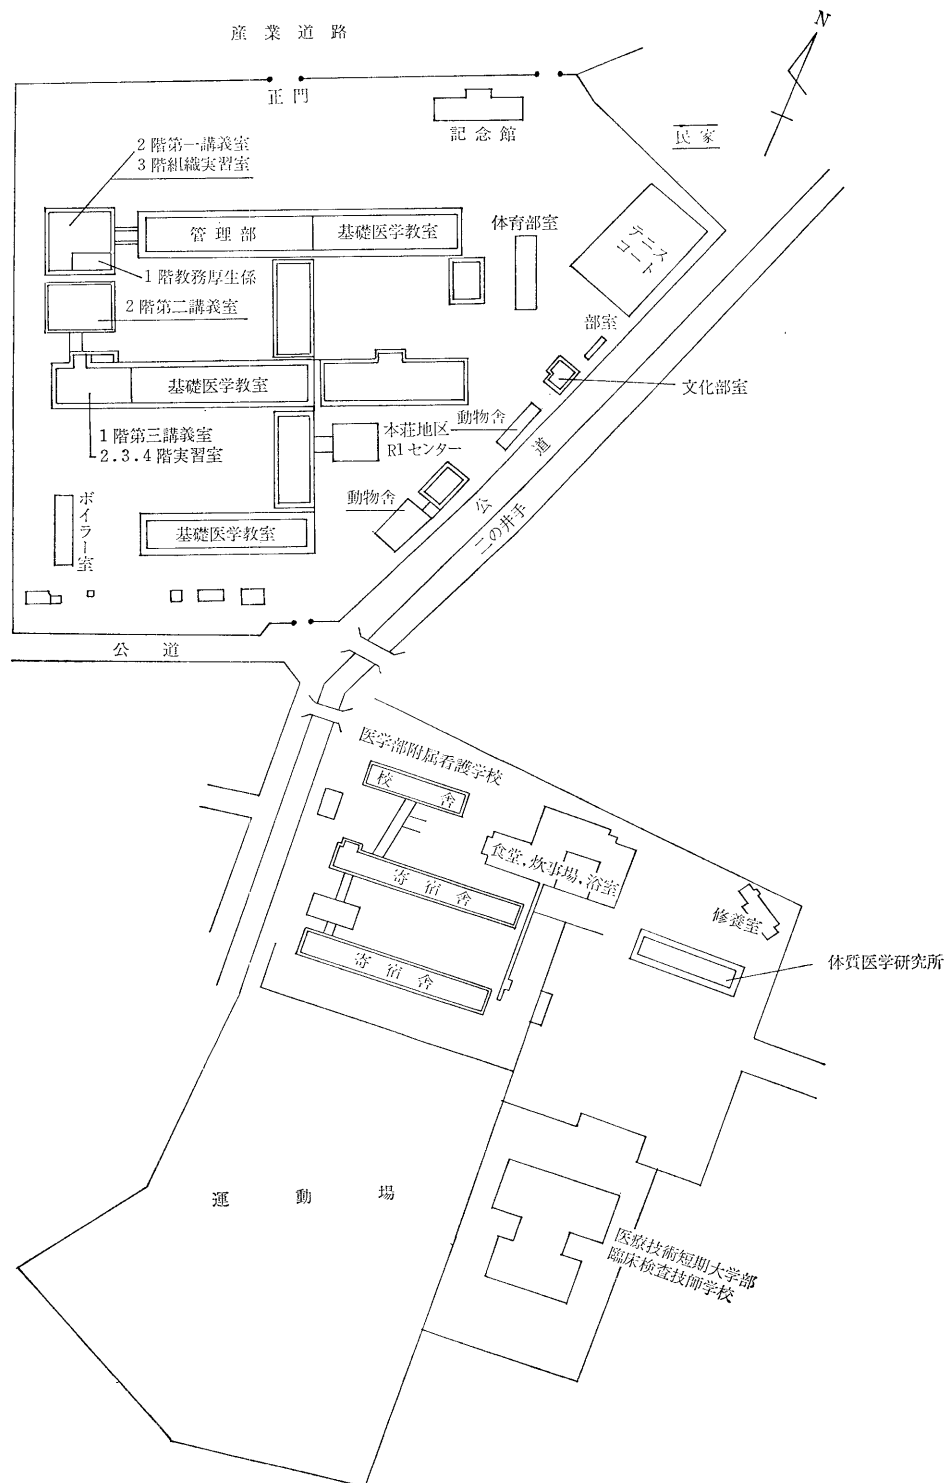 産業道路
N
正門
記念館
民家
2階第一講義室
3階組織実習室
管理部
基礎医学教室
体育部室
テニス
コート
1階教務厚生係
2階第二講義室
部室
基礎医学教室
文化部室
動物舎
1階第三講義室
2.3.4階実習室
本荘地区
RIセンター
公道
二の井手
動物舎
ボイラー室
基礎医学教室
公道
医学部附属看護学校
校舎
食堂,炊事場,浴室
寄宿舎
修養室
寄宿舎
体質医学研究所
運動場
医療技術短期大学部
臨床検査技師学校